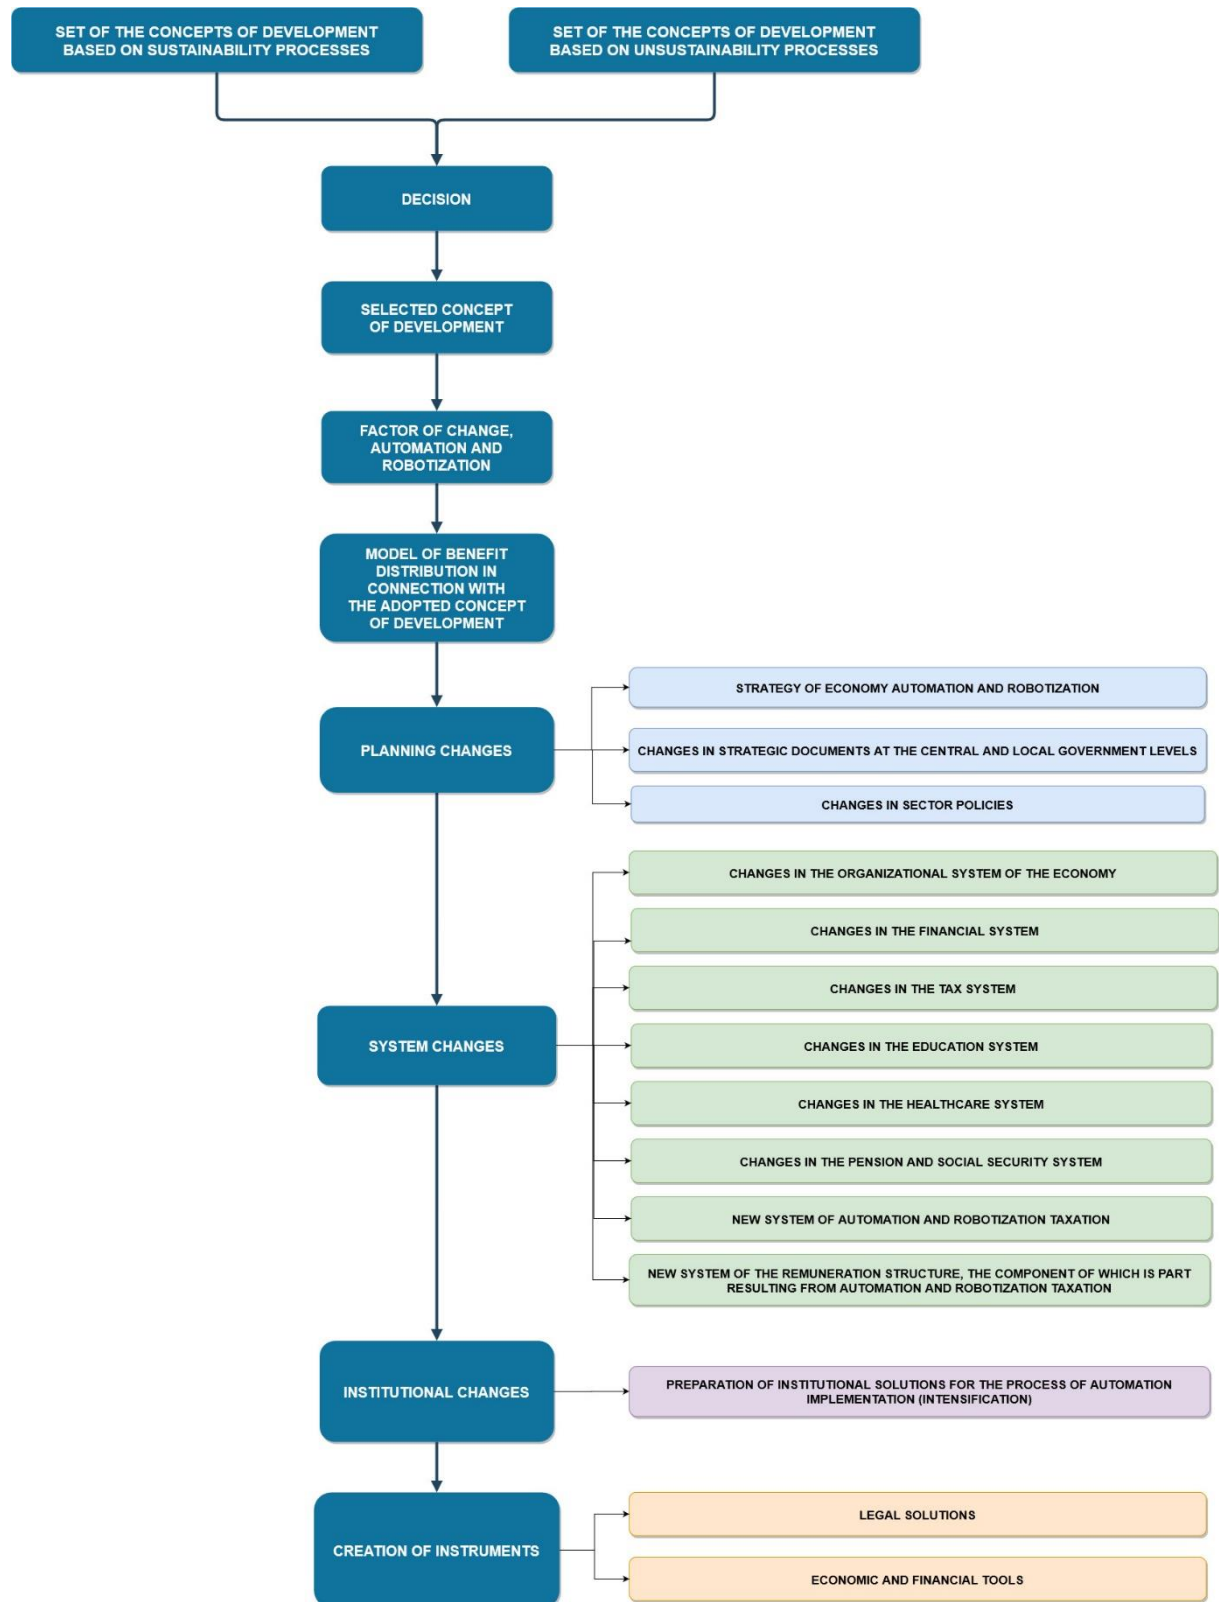 SET OF THE CONCEPTS OF DEVELOPMENT
BASED ON SUSTAINABILITY PROCESSES
SET OF THE CONCEPTS OF DEVELOPMENT
BASED ON UNSUSTAINABILITY PROCESSES
DECISION
SELECTED CONCEPT
OF DEVELOPMENT
FACTOR OF CHANGE,
AUTOMATION AND
ROBOTIZATION
MODEL OF BENEFIT
DISTRIBUTION IN
CONNECTION WITH
THE ADOPTED CONCEPT
OF DEVELOPMENT
PLANNING CHANGES
STRATEGY OF ECONOMY AUTOMATION AND ROBOTIZATION
CHANGES IN STRATEGIC DOCUMENTS AT THE CENTRAL AND LOCAL GOVERNMENT LEVELS
CHANGES IN SECTOR POLICIES
SYSTEM CHANGES
CHANGES IN THE ORGANIZATIONAL SYSTEM OF THE ECONOMY
CHANGES IN THE FINANCIAL SYSTEM
CHANGES IN THE TAX SYSTEM
CHANGES IN THE EDUCATION SYSTEM
CHANGES IN THE HEALTHCARE SYSTEM
CHANGES IN THE PENSION AND SOCIAL SECURITY SYSTEM
NEW SYSTEM OF AUTOMATION AND ROBOTIZATION TAXATION
NEW SYSTEM OF THE REMUNERATION STRUCTURE, THE COMPONENT OF WHICH IS PART
RESULTING FROM AUTOMATION AND ROBOTIZATION TAXATION
INSTITUTIONAL CHANGES
PREPARATION OF INSTITUTIONAL SOLUTIONS FOR THE PROCESS OF AUTOMATION
IMPLEMENTATION (INTENSIFICATION)
CREATION OF INSTRUMENTS
LEGAL SOLUTIONS
ECONOMIC AND FINANCIAL TOOLS